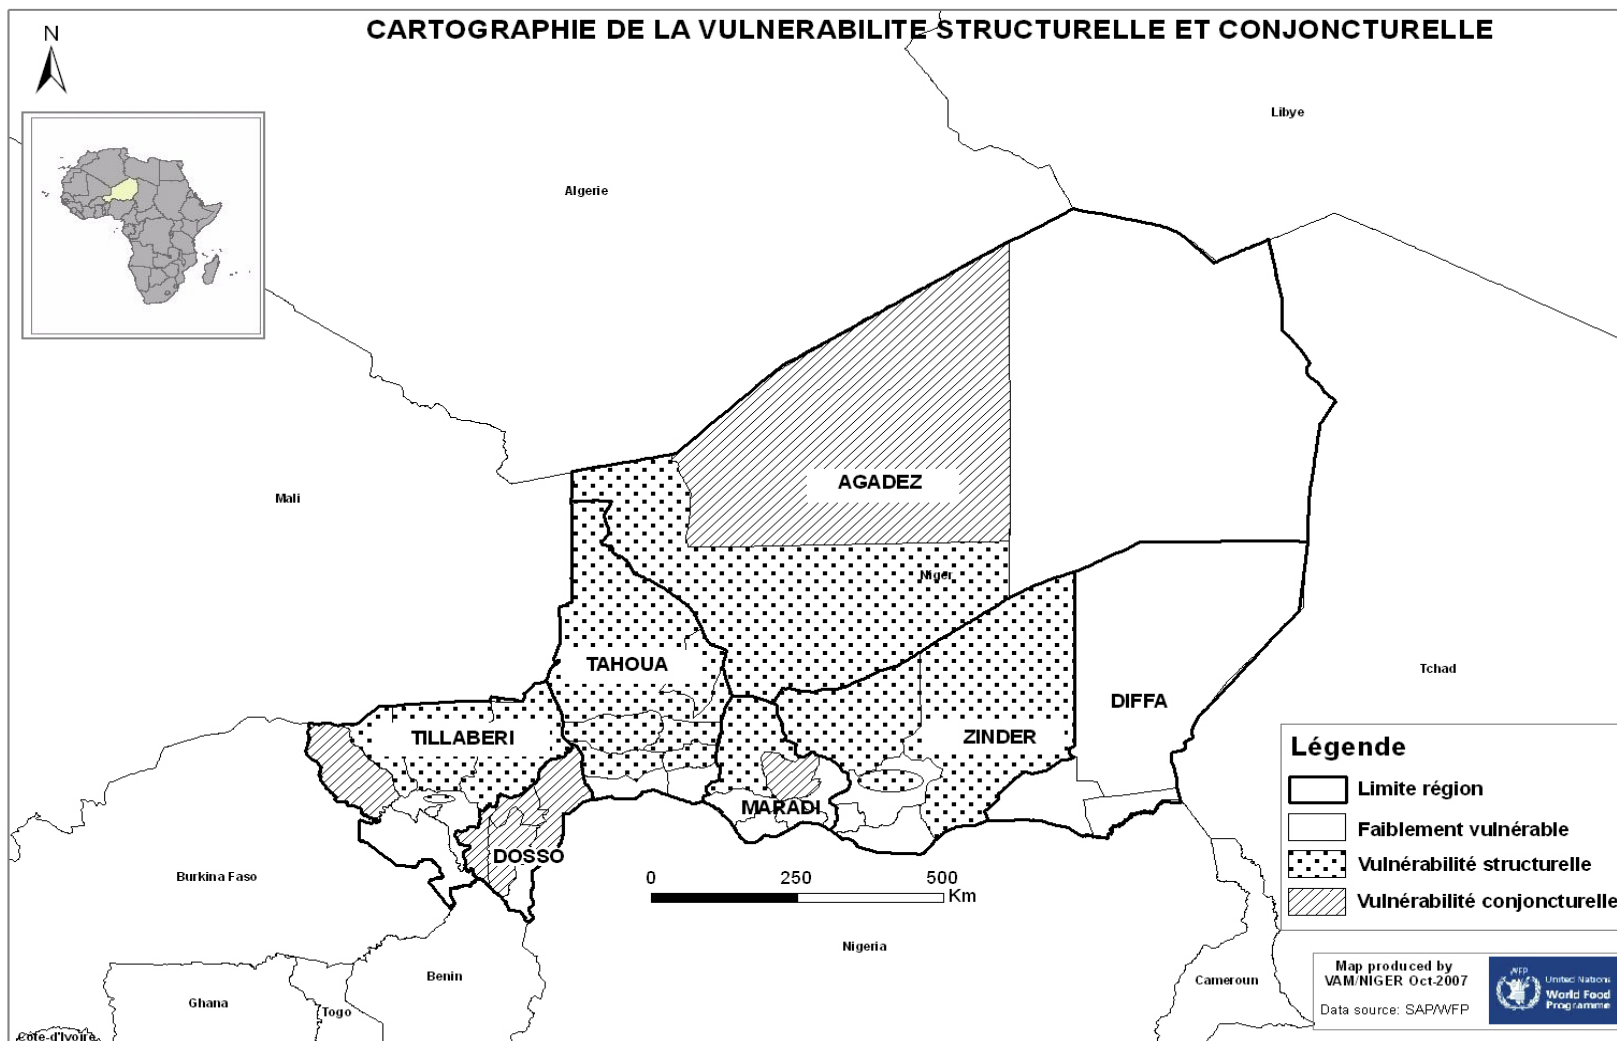 CARTOGRAPHIE DE LA VULNERABILITE STRUCTURELLE ET CONJONCTURELLE
N
Libye
Algerie
AGADEZ
Mali
Niger
TAHOUA
Tchad
DIFFA
TILLABERI
ZINDER
MARADI
DOSSO
Burkina Faso
0 250 500
Km
Nigeria
Benin
Cameroun
Ghana
Togo
Cote-d'Ivoire
Légende
Limite région
Faiblement vulnérable
Vulnérabilité structurelle
Vulnérabilité conjoncturelle
Map produced by
VAM/NIGER Oct-2007
Data source: SAP/WFP
WFP
United Nations
World Food
Programme